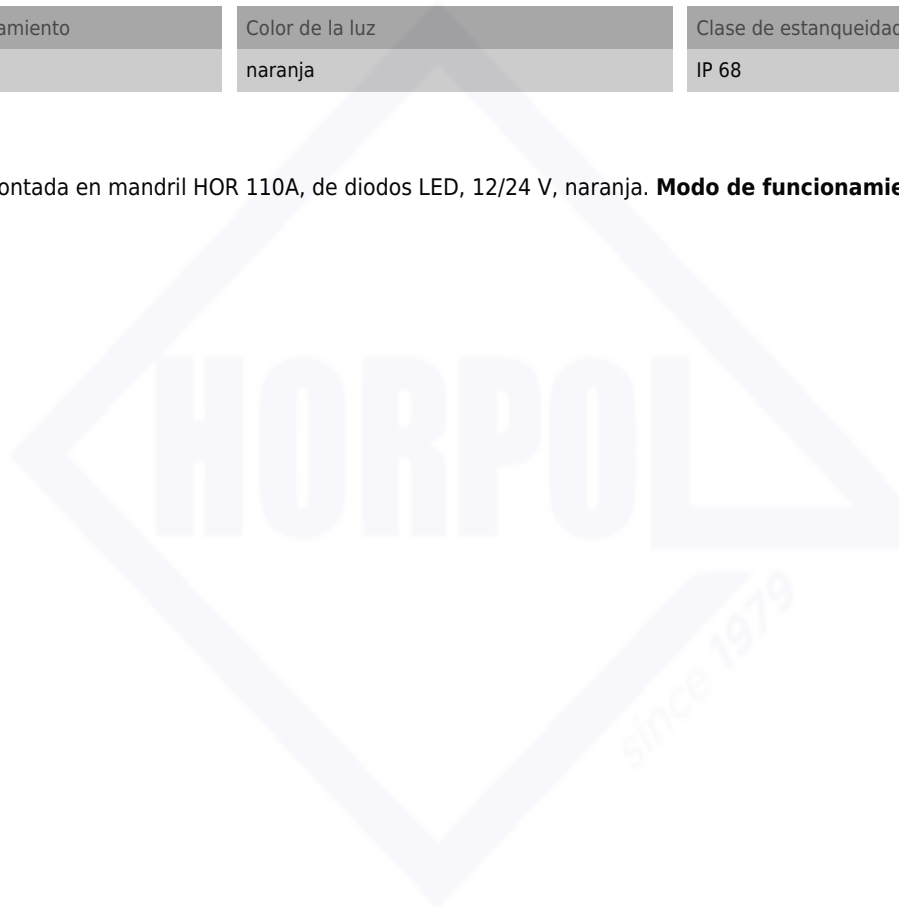 amiento Color de la luz Clase de estanqueidad
naranja IP 68
ontada en mandril HOR 110A, de diodos LED, 12/24 V, naranja. Modo de funcionamie
HORPOL
since 1979